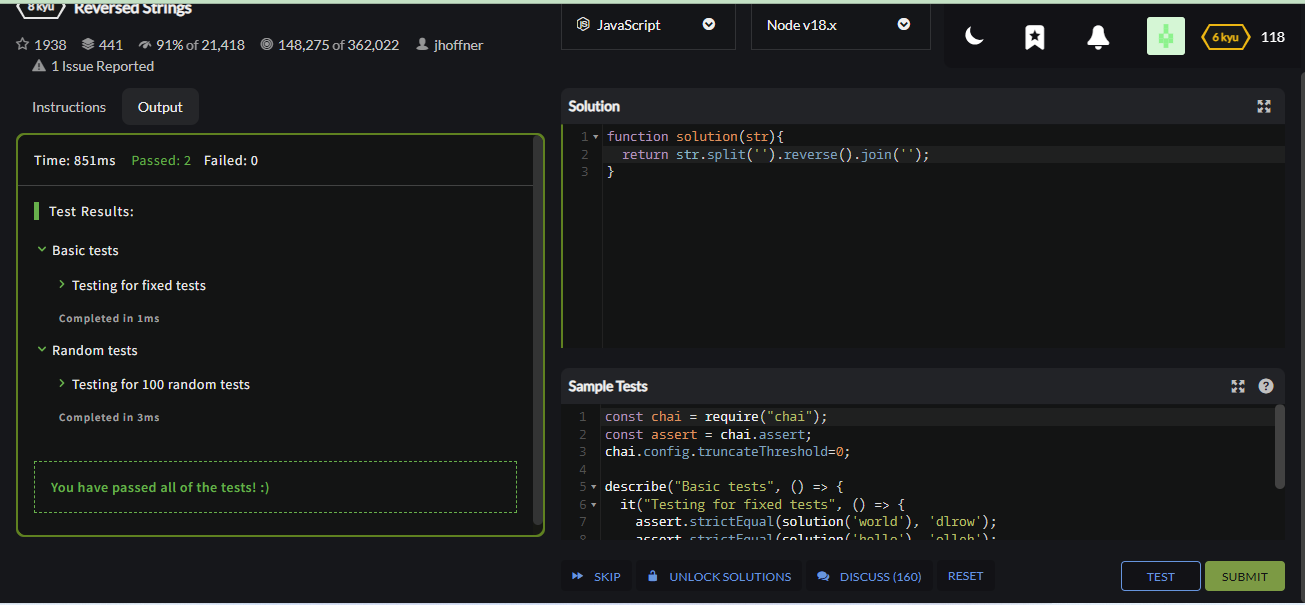 8 kyu Reversed Strings
1938 441 91% of 21,418 148,275 of 362,022 jhoffner
1 Issue Reported
JavaScript
Node v18.x
6 kyu 118
Instructions Output
Time: 851ms Passed: 2 Failed: 0
Test Results:
Basic tests
Testing for fixed tests
Completed in 1ms
Random tests
Testing for 100 random tests
Completed in 3ms
You have passed all of the tests! :)
Solution
1 function solution(str){
2 return str.split('').reverse().join('');
3 }
Sample Tests
?
1 const chai = require("chai");
2 const assert = chai.assert;
3 chai.config.truncateThreshold=0;
4
5 describe("Basic tests", () => {
6 it("Testing for fixed tests", () => {
7 assert.strictEqual(solution('world'), 'dlrow');
8 assert.strictEqual(solution('hello'), 'olleh');
SKIP UNLOCK SOLUTIONS DISCUSS (160) RESET TEST SUBMIT